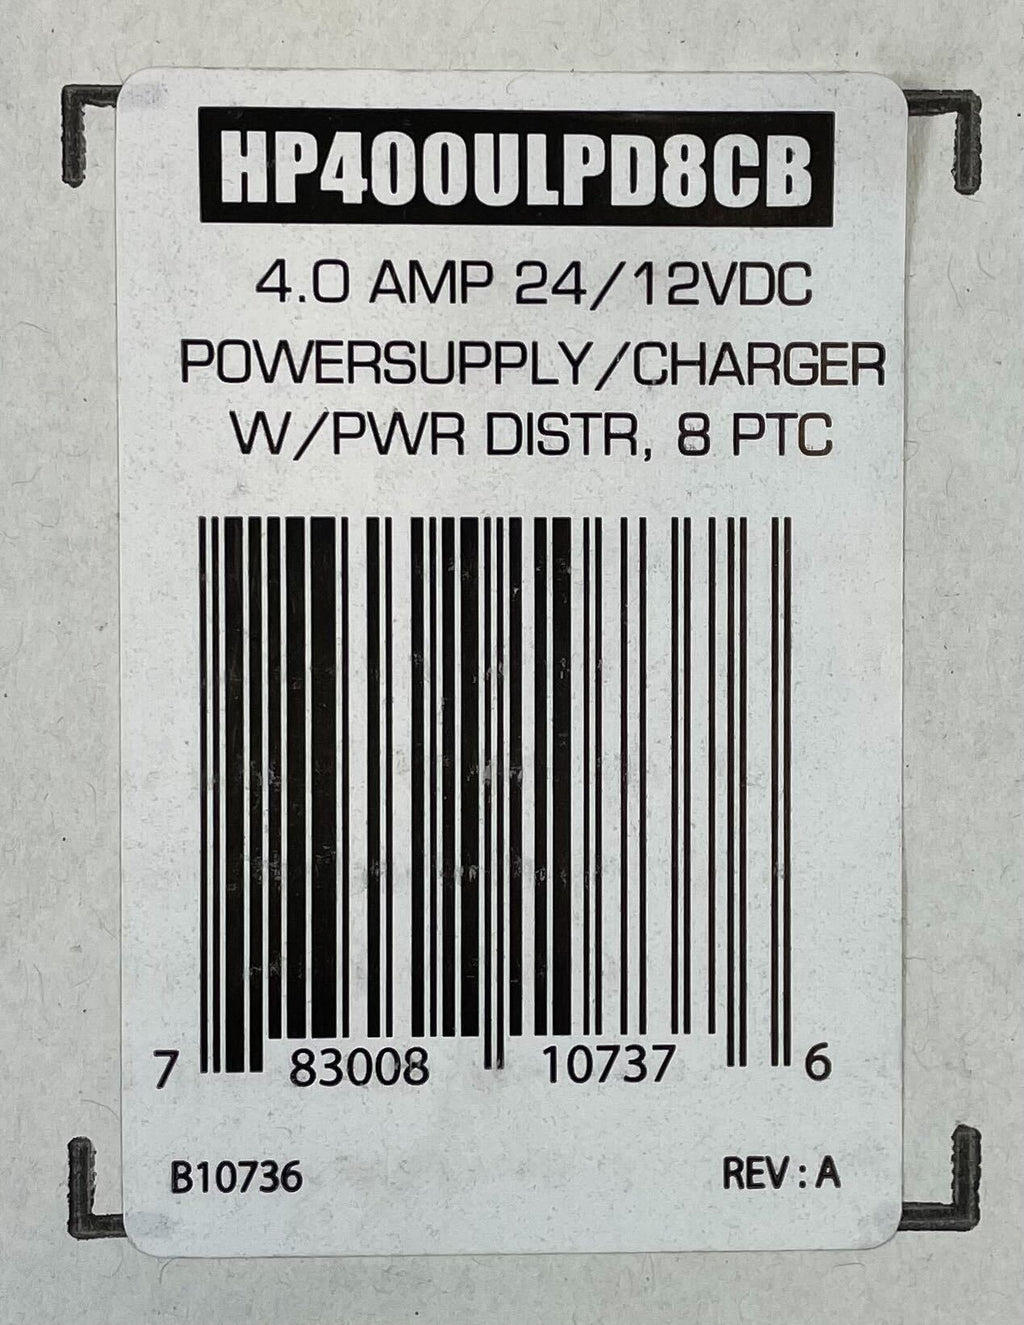 HP400ULPD8CB
4.0 AMP 24/12VDC
POWERSUPPLY/CHARGER
W/PWR DISTR, 8 PTC
7 83008 10737 6
B10736 REV : A